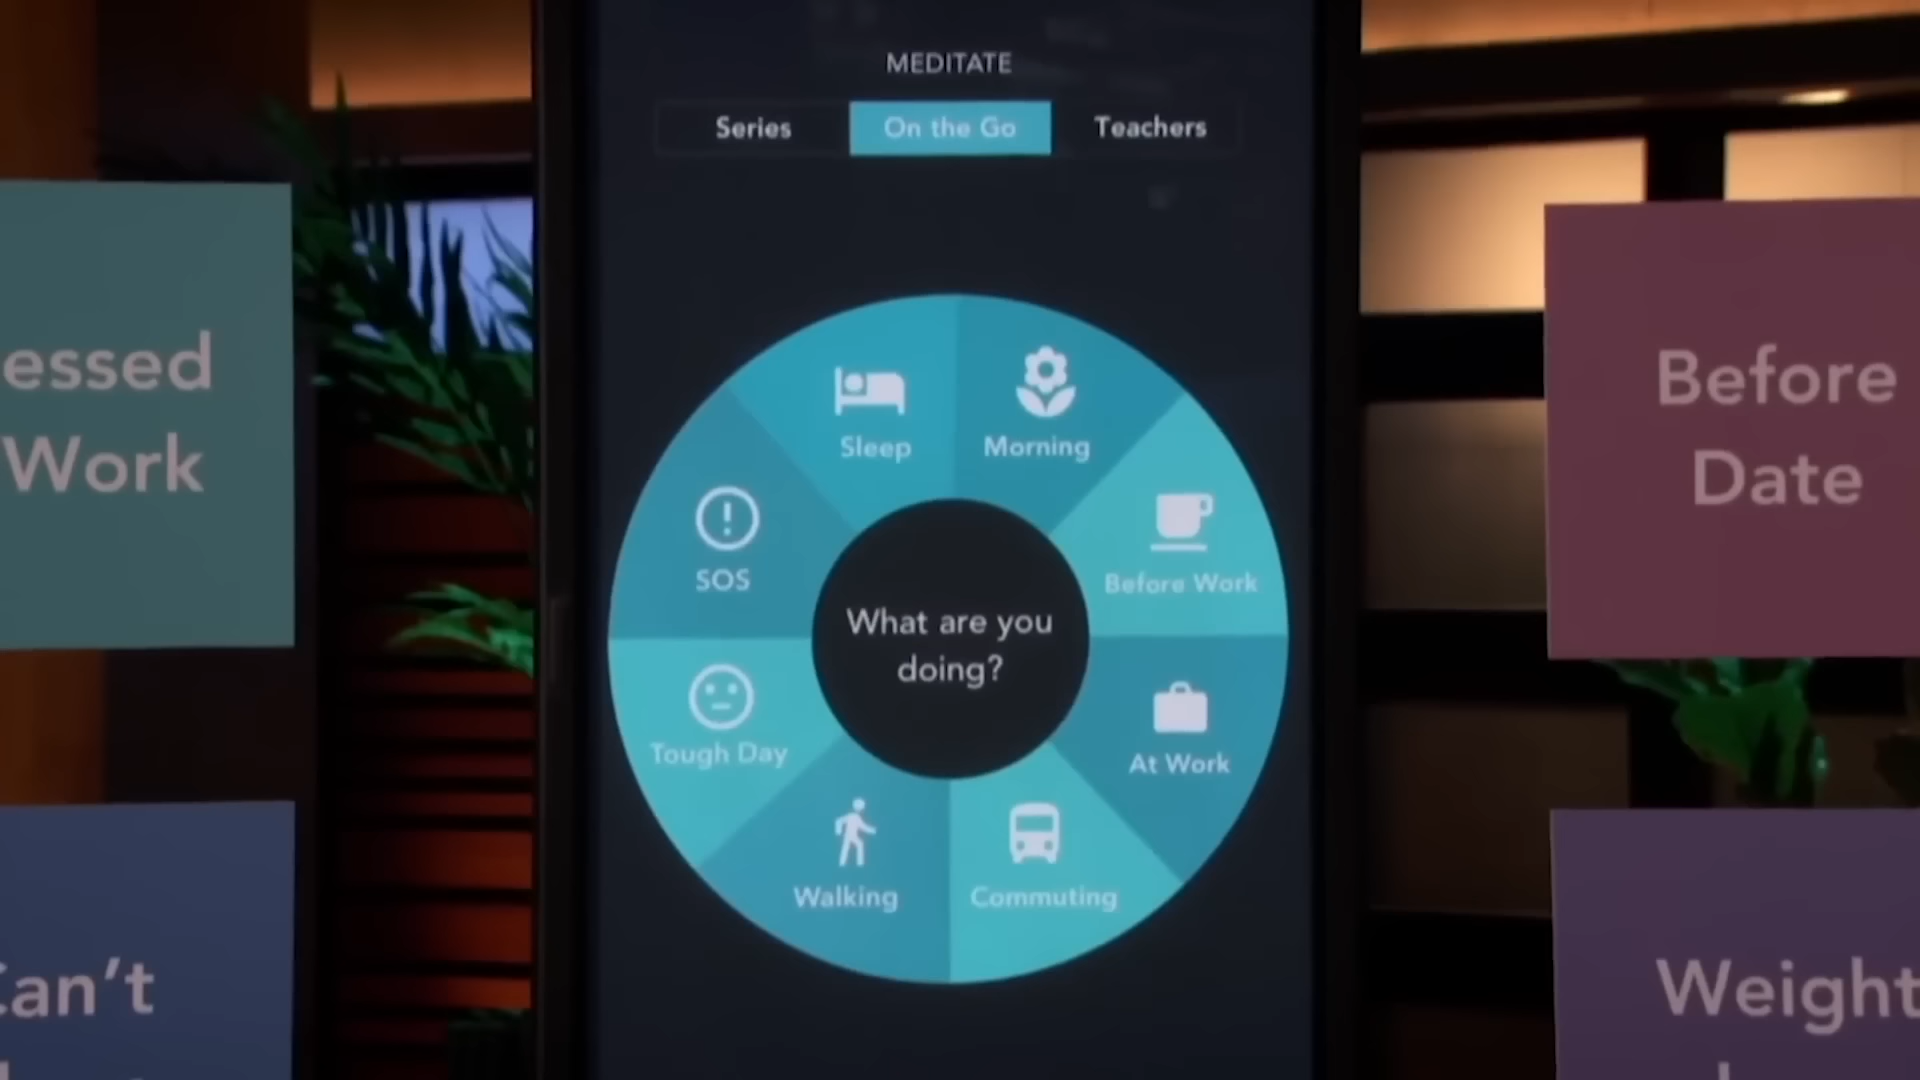 MEDITATE
Series
On the Go
Teachers
essed
Work
Before
Date
Sleep
Morning
SOS
Before Work
What are you
doing?
Tough Day
At Work
Walking
Commuting
Can't
Weight